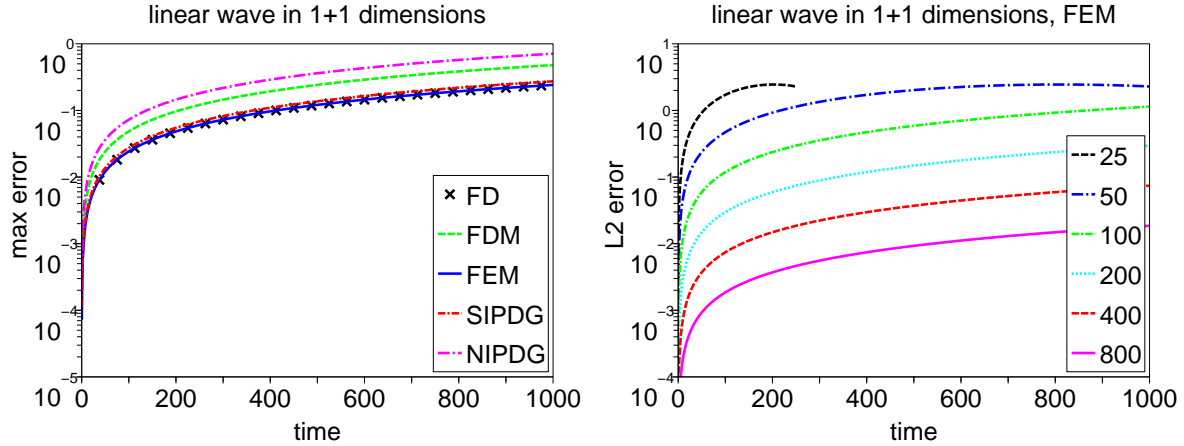 linear wave in 1+1 dimensions
max error
10^0
10^−1
10^−2
10^−3
10^−4
10^−5
FD
FDM
FEM
SIPDG
NIPDG
0 200 400 600 800 1000
time
linear wave in 1+1 dimensions, FEM
L2 error
10^1
10^0
10^−1
10^−2
10^−3
10^−4
25
50
100
200
400
800
0 200 400 600 800 1000
time